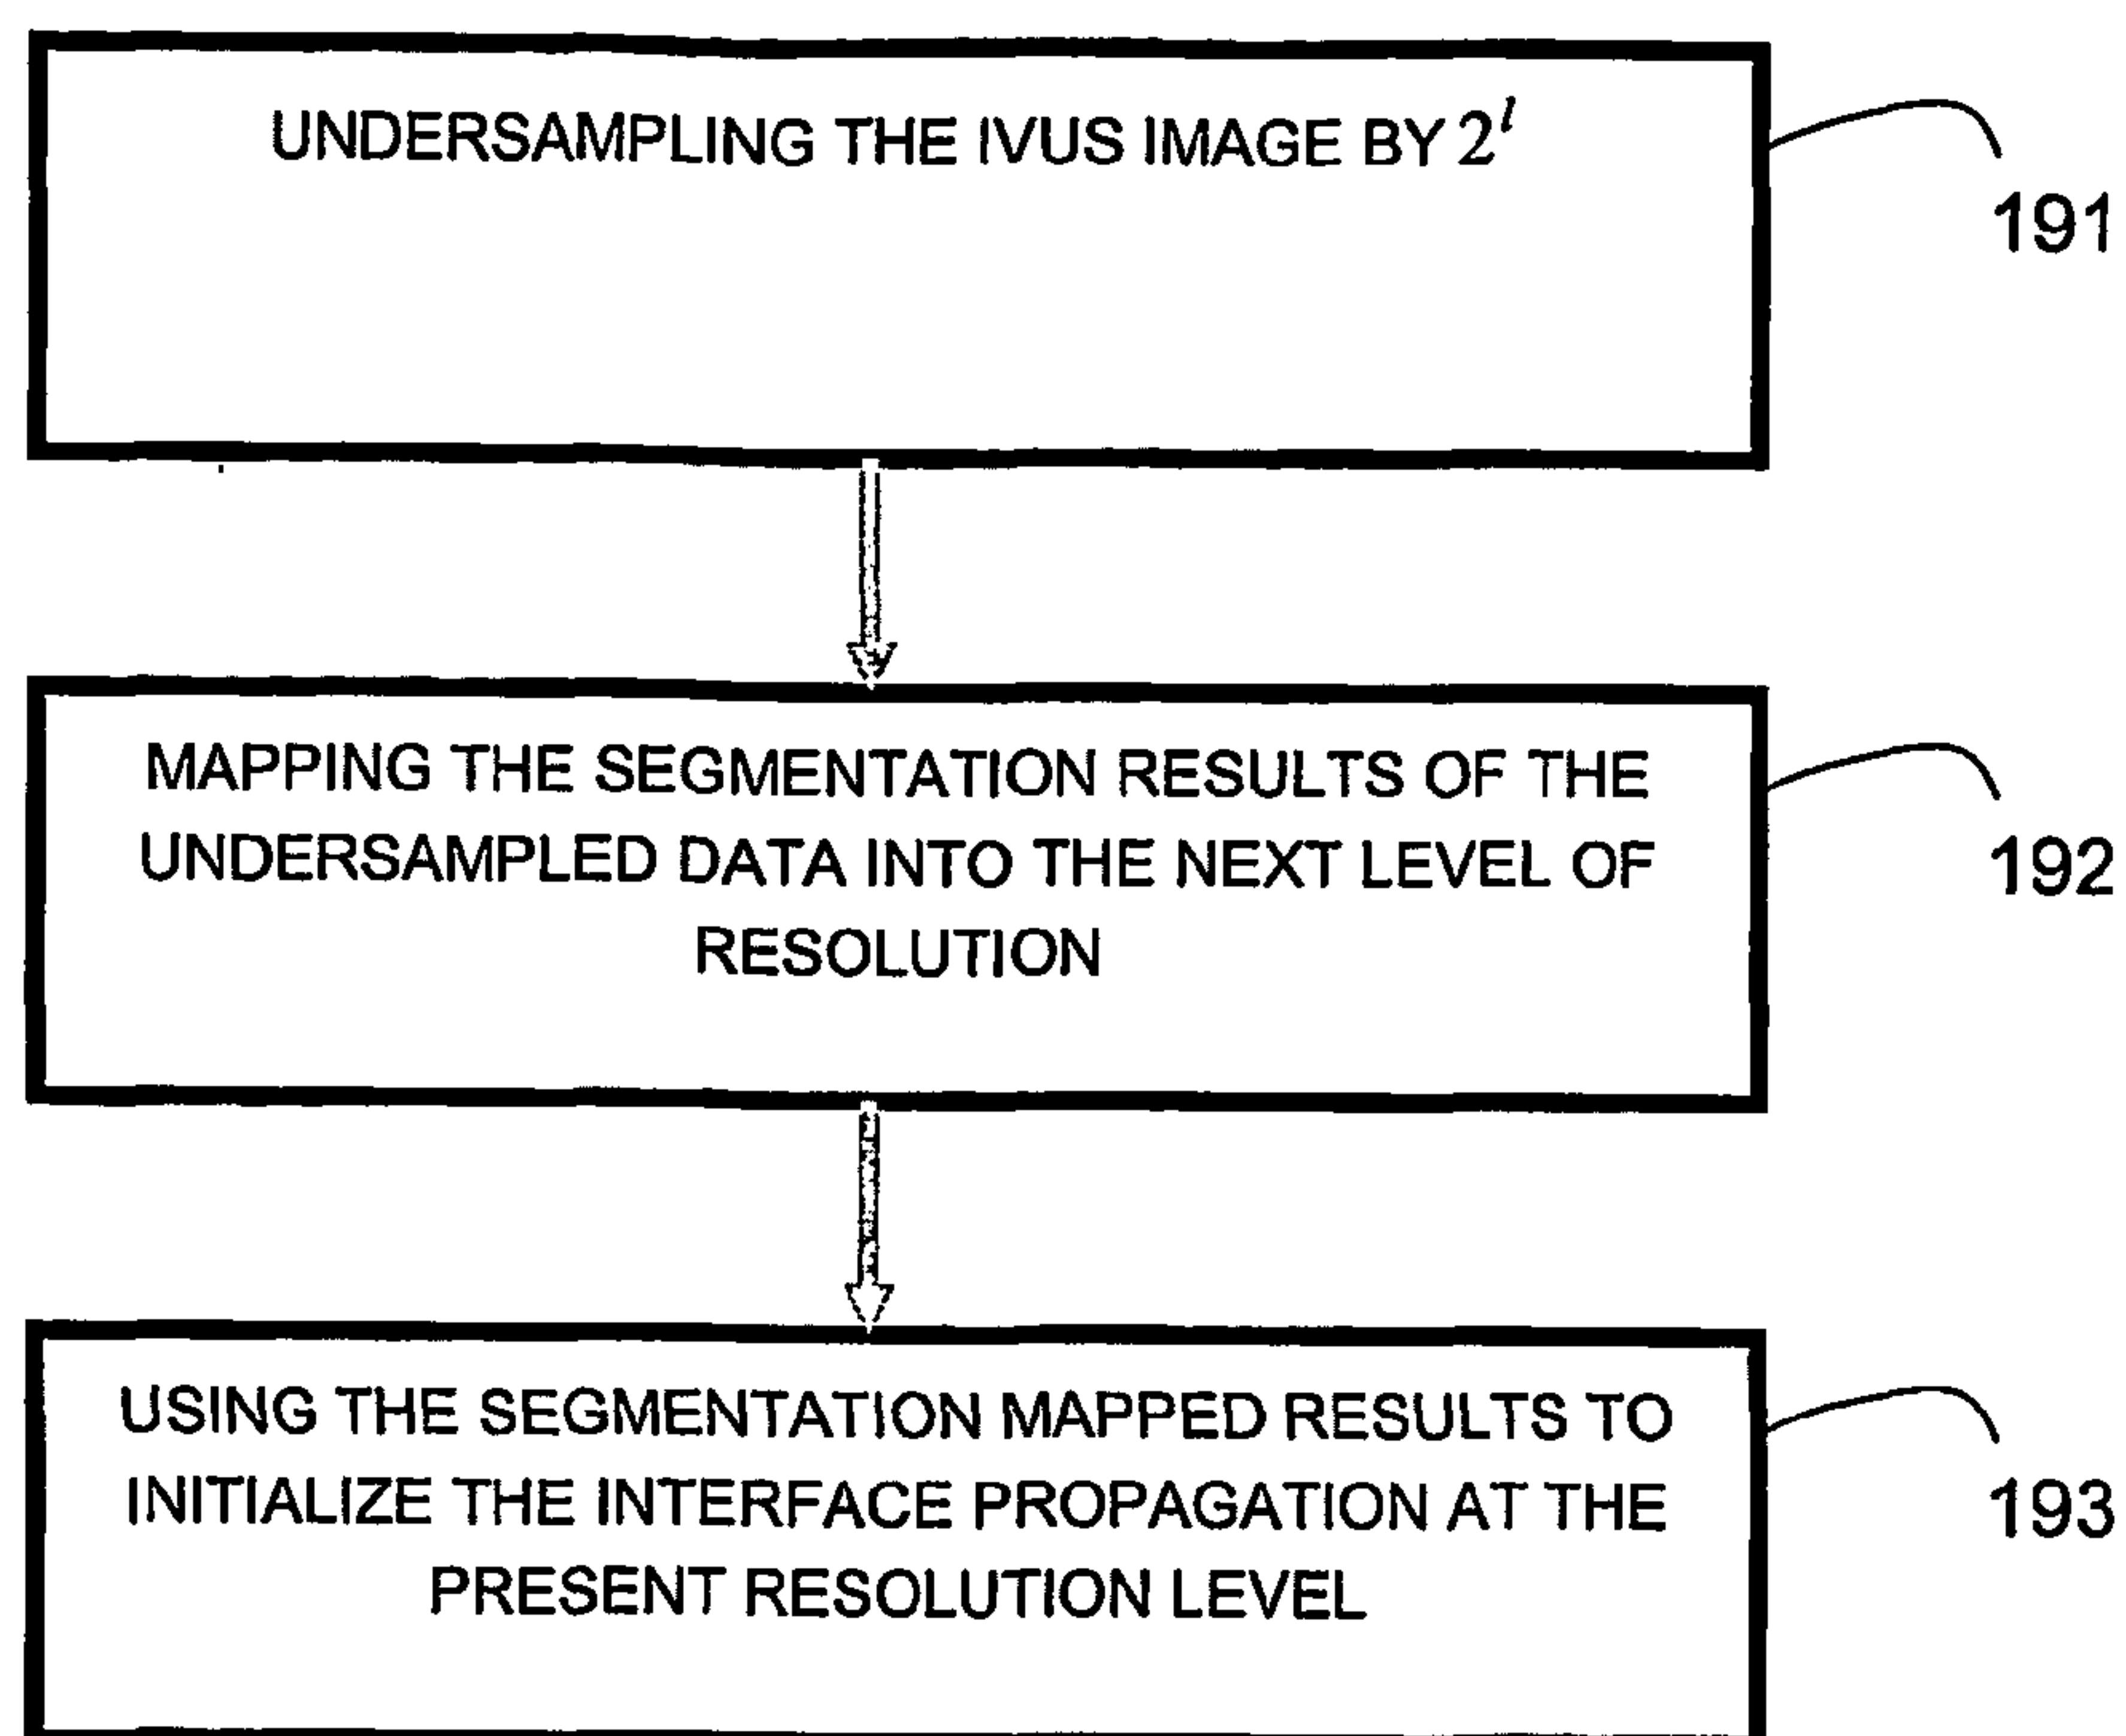 UNDERSAMPLING THE IVUS IMAGE BY 2^l
191
MAPPING THE SEGMENTATION RESULTS OF THE
UNDERSAMPLED DATA INTO THE NEXT LEVEL OF
RESOLUTION
192
USING THE SEGMENTATION MAPPED RESULTS TO
INITIALIZE THE INTERFACE PROPAGATION AT THE
PRESENT RESOLUTION LEVEL
193